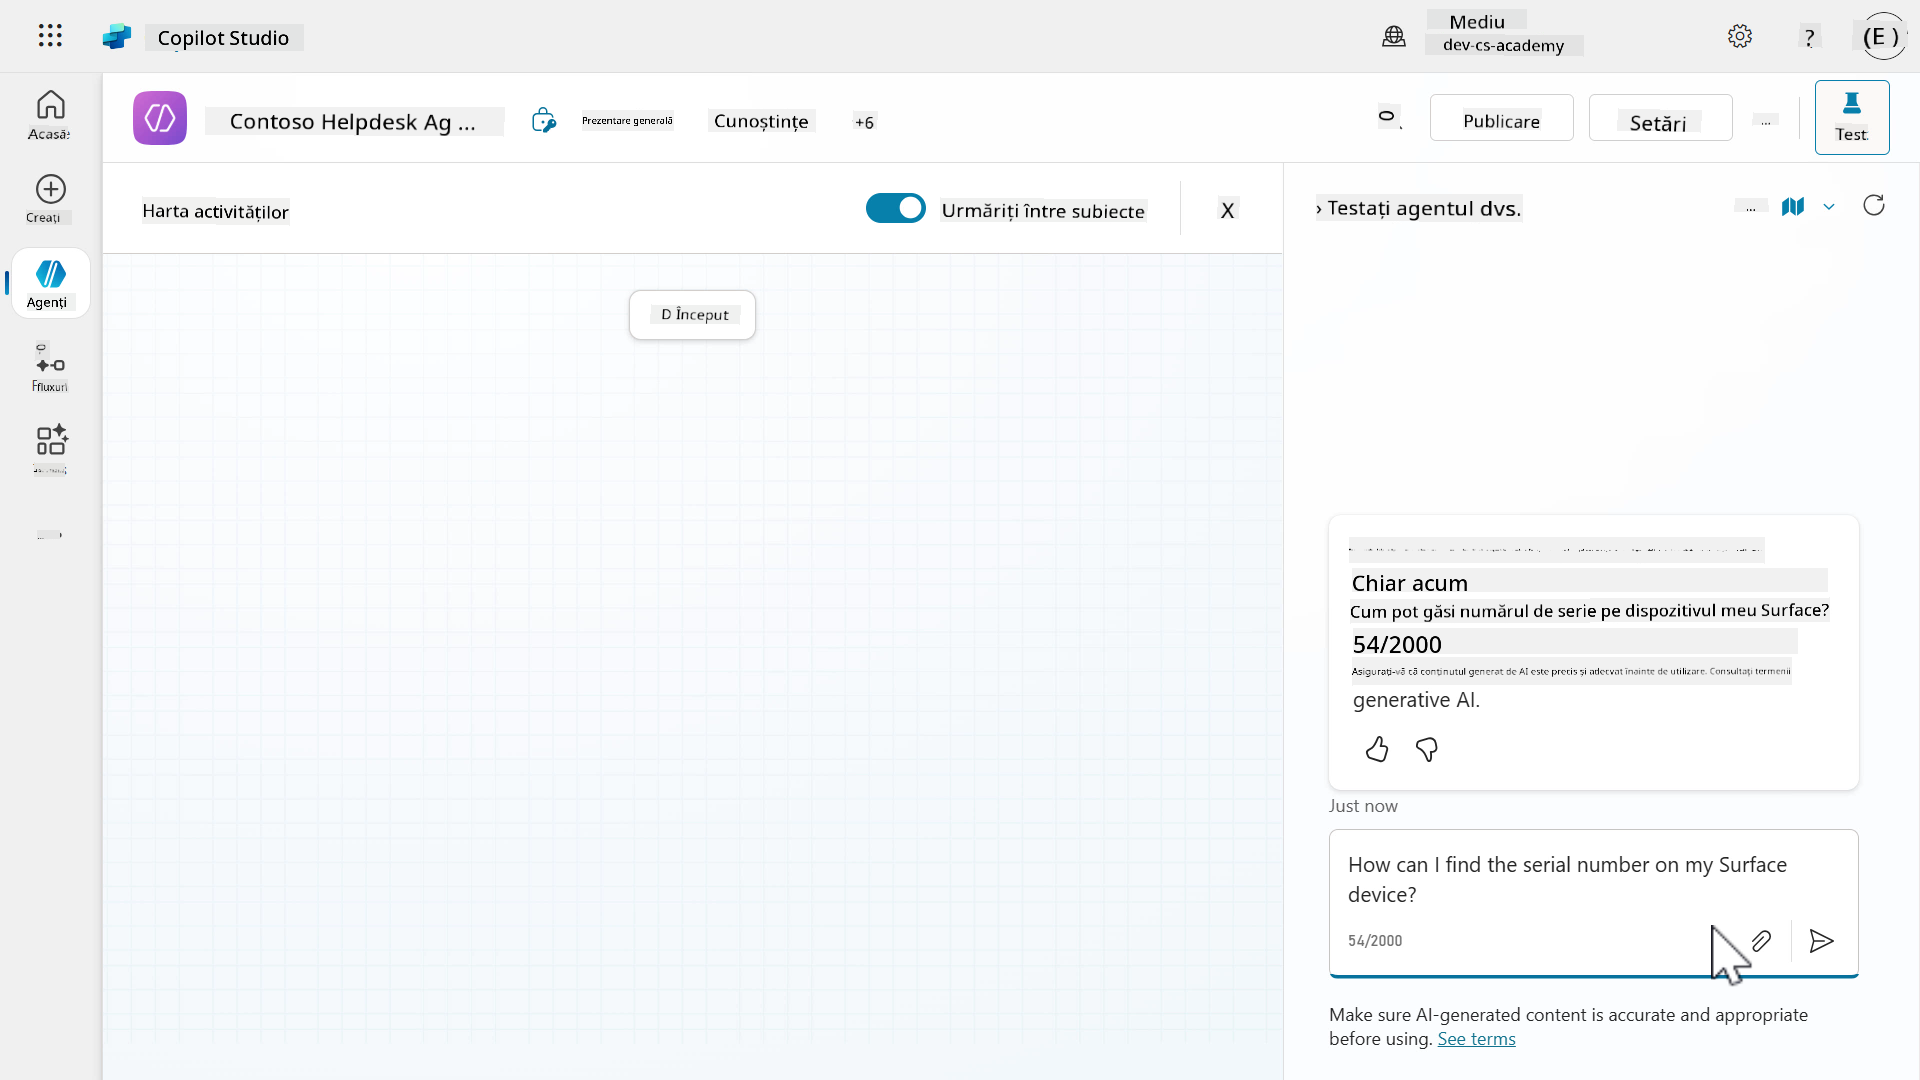 Copilot Studio
Mediu
dev-cs-academy
?
(E )
Acasă
Creați
Agenți
Ffluxuri
Contoso Helpdesk Ag ...
Prezentare generală
Cunoștințe
+6
Publicare
Setări
...
Test
Harta activităților
Urmăriți între subiecte
X
D Început
› Testați agentul dvs.
...
Chiar acum
Cum pot găsi numărul de serie pe dispozitivul meu Surface?
54/2000
Asigurați-vă că conținutul generat de AI este precis și adecvat înainte de utilizare. Consultați termenii
generative AI.
Just now
How can I find the serial number on my Surface
device?
54/2000
Make sure AI-generated content is accurate and appropriate
before using. See terms